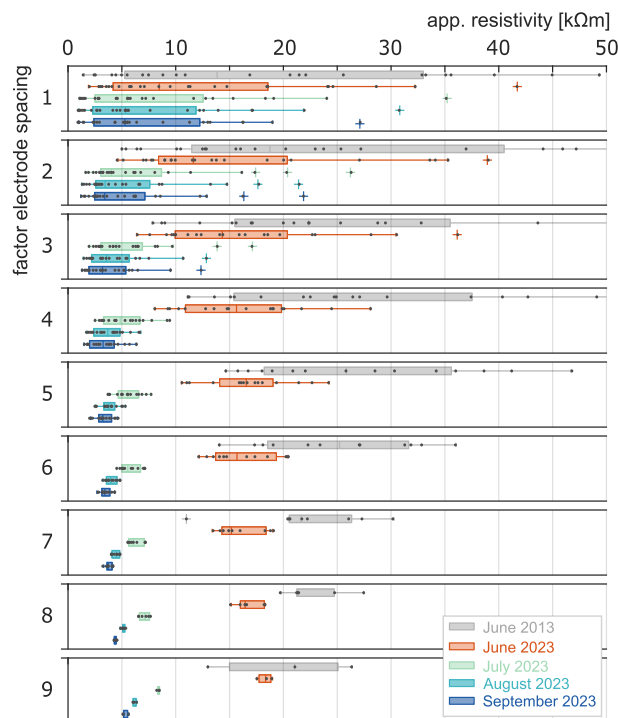 app. resistivity [kΩm]
0 10 20 30 40 50
factor electrode spacing
1
2
3
4
5
6
7
8
9
June 2013
June 2023
July 2023
August 2023
September 2023